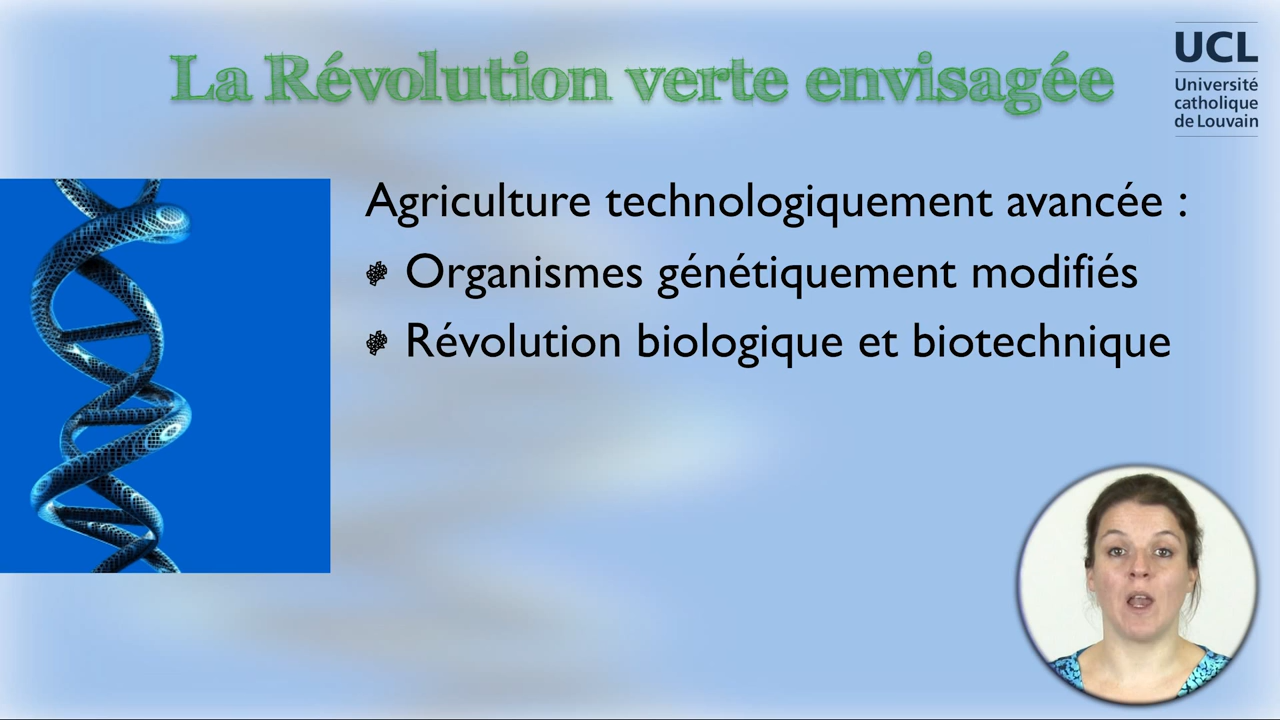 La Révolution verte envisagée
UCL
Université
catholique
de Louvain
Agriculture technologiquement avancée :
Organismes génétiquement modifiés
Révolution biologique et biotechnique